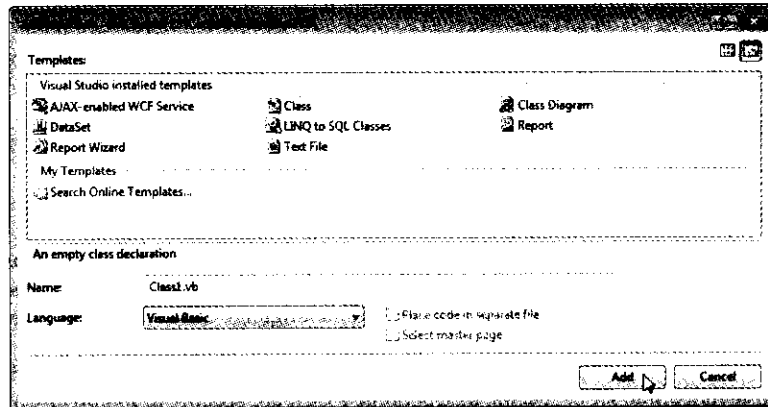 Templates:
Visual Studio installed templates
AJAX-enabled WCF Service Class Class Diagram
DataSet LINQ to SQL Classes Report
Report Wizard Text File
My Templates
Search Online Templates...
An empty class declaration
Name: Class1.vb
Language: Visual Basic Place code in separate file
Select master page
Add Cancel